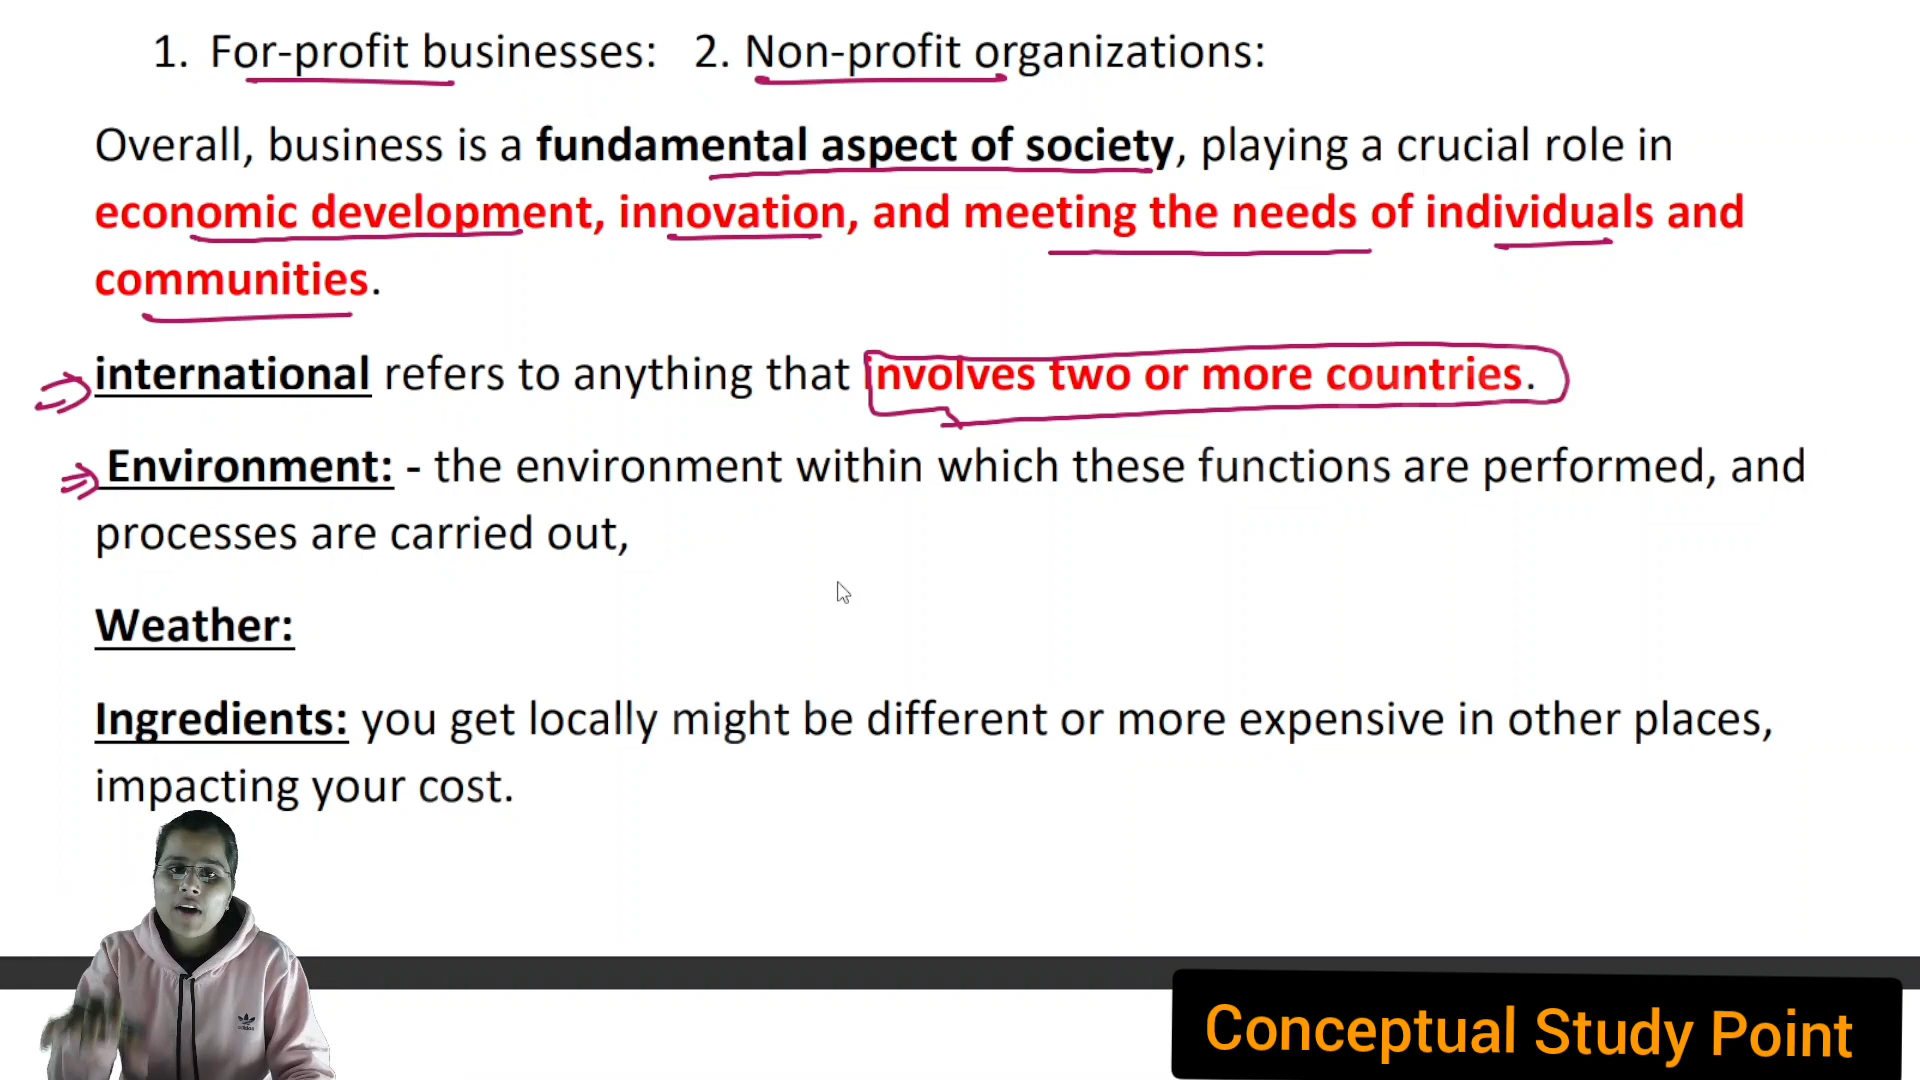 1. For-profit businesses: 2. Non-profit organizations:
Overall, business is a fundamental aspect of society, playing a crucial role in
economic development, innovation, and meeting the needs of individuals and
communities.
international refers to anything that involves two or more countries.
Environment: - the environment within which these functions are performed, and
processes are carried out,
Weather:
Ingredients: you get locally might be different or more expensive in other places,
impacting your cost.
adidas
Conceptual Study Point